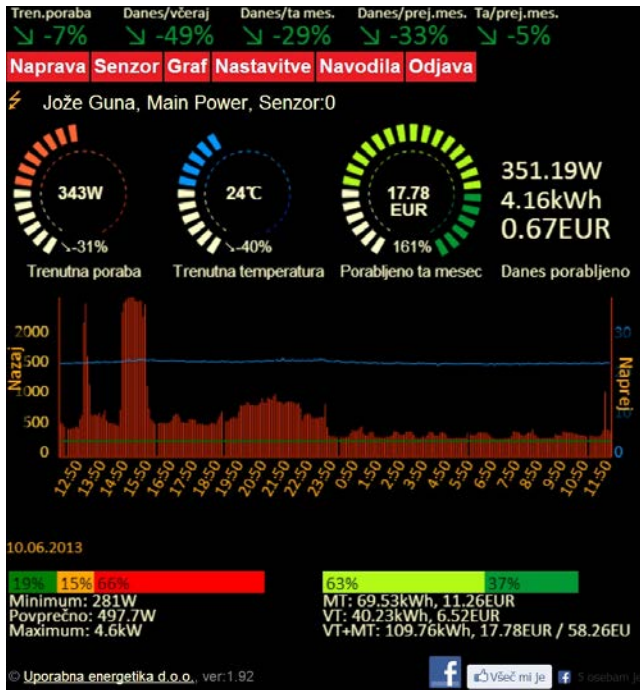 Tren.poraba Danes/včeraj Danes/ta mes. Danes/prej.mes. Ta/prej.mes.
-7% -49% -29% -33% -5%
Naprava Senzor Graf Nastavitve Navodila Odjava
Jože Guna, Main Power, Senzor:0
343W 24°C 17.78 EUR
351.19W
4.16kWh
0.67EUR
-31% -40% 161%
Trenutna poraba Trenutna temperatura Porabljeno ta mesec Danes porabljeno
2000 30
Nazaj 1500 Naprej
1000 10
500
0 0
12:50 13:50 14:50 15:50 16:50 17:50 18:50 19:50 20:50 21:50 22:50 23:50 0:50 1:50 2:50 3:50 4:50 5:50 6:50 7:50 8:50 9:50 10:50 11:50
10.06.2013
19% 15% 66% 63% 37%
Minimum: 281W MT: 69.53kWh, 11.26EUR
Povprečno: 497.7W VT: 40.23kWh, 6.52EUR
Maximum: 4.6kW VT+MT: 109.76kWh, 17.78EUR / 58.26EU
© Uporabna energetika d.o.o., ver:1.92 f Všeč mi je f 5 osebam je